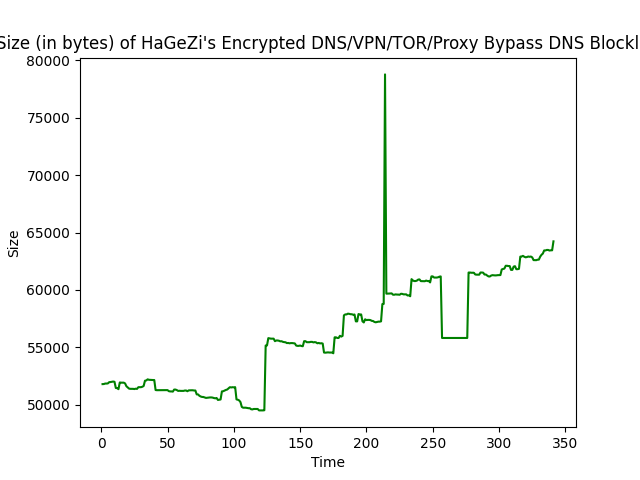 Size (in bytes) of HaGeZi's Encrypted DNS/VPN/TOR/Proxy Bypass DNS Blockl
80000
75000
70000
65000
60000
55000
50000
Size
0 50 100 150 200 250 300 350
Time